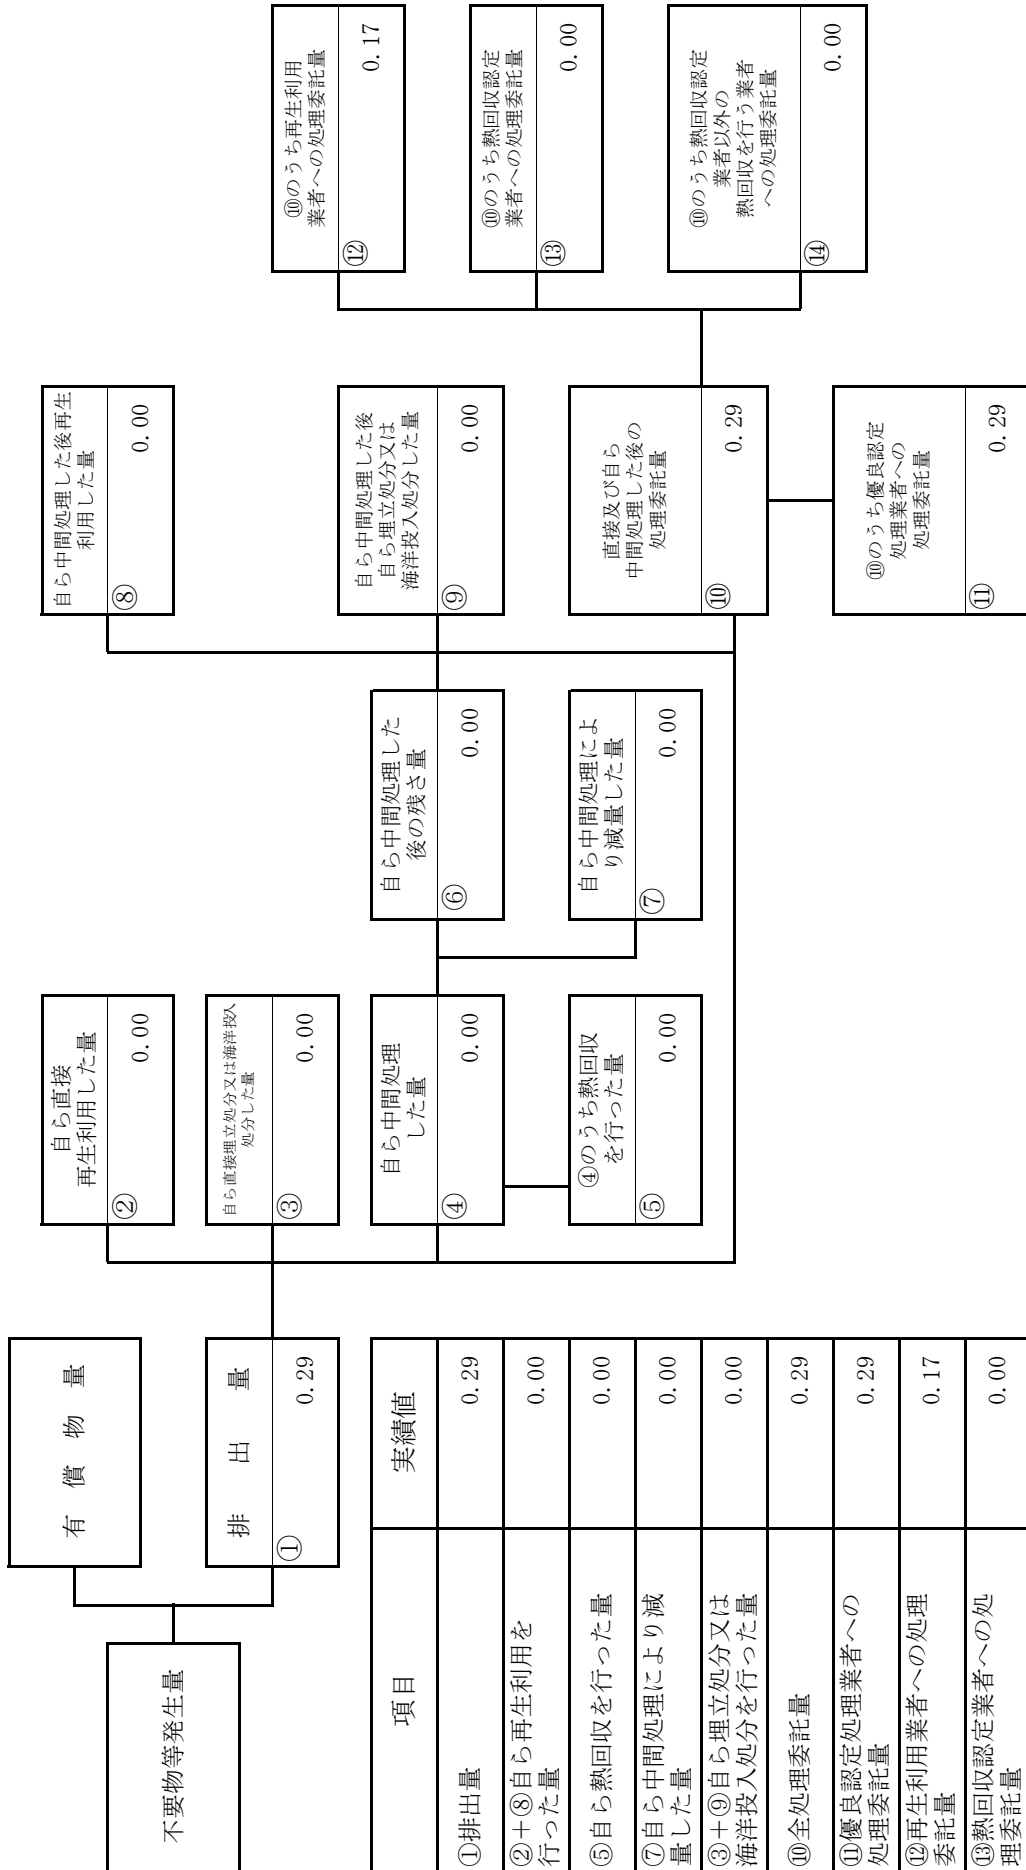 不要物等発生量
有 償 物 量
排 出 量
① 0.29
自ら直接
再生利用した量
② 0.00
自ら直接埋立処分又は海洋投入
処分した量
③ 0.00
自ら中間処理
した量
④ 0.00
④のうち熱回収
を行った量
⑤ 0.00
自ら中間処理した
後の残さ量
⑥ 0.00
自ら中間処理によ
り減量した量
⑦ 0.00
自ら中間処理した後再生
利用した量
⑧ 0.00
自ら中間処理した後
自ら埋立処分又は
海洋投入処分した量
⑨ 0.00
直接及び自ら
中間処理した後の
処理委託量
⑩ 0.29
⑩のうち優良認定
処理業者への
処理委託量
⑪ 0.29
⑩のうち再生利用
業者への処理委託量
⑫ 0.17
⑩のうち熱回収認定
業者への処理委託量
⑬ 0.00
⑩のうち熱回収認定
業者以外の
熱回収を行う業者
への処理委託量
⑭ 0.00
項目 実績値
①排出量 0.29
②+⑧自ら再生利用を
行った量 0.00
⑤自ら熱回収を行った量 0.00
⑦自ら中間処理により減
量した量 0.00
③+⑨自ら埋立処分又は
海洋投入処分を行った量 0.00
⑩全処理委託量 0.29
⑪優良認定処理業者への
処理委託量 0.29
⑫再生利用業者への処理
委託量 0.17
⑬熱回収認定業者への処
理委託量 0.00